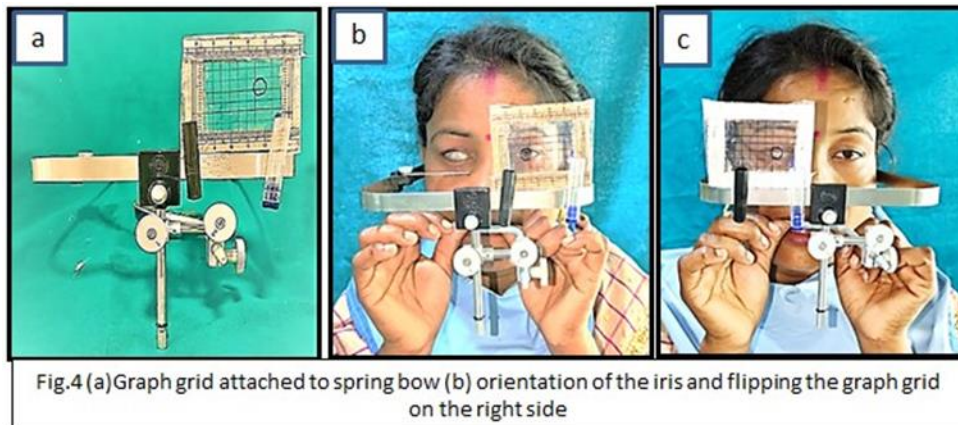 a
b
c
Fig.4 (a)Graph grid attached to spring bow (b) orientation of the iris and flipping the graph grid
on the right side